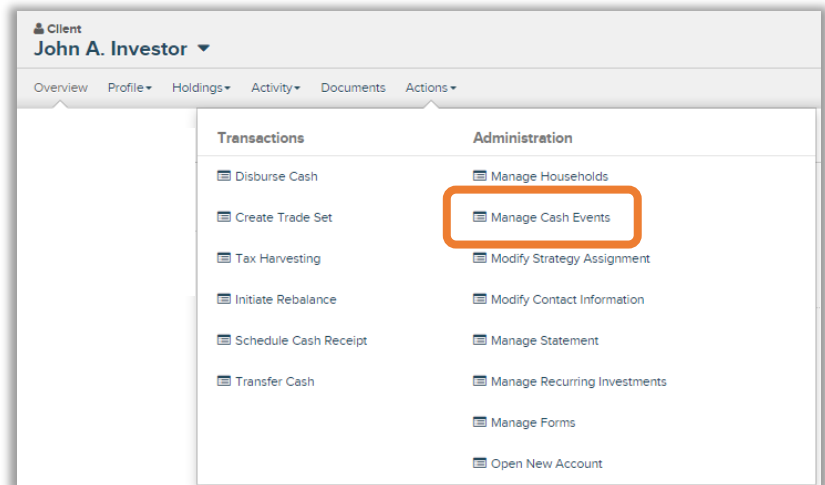 Client
John A. Investor
Overview Profile Holdings Activity Documents Actions
Transactions Administration
Disburse Cash Manage Households
Create Trade Set Manage Cash Events
Tax Harvesting Modify Strategy Assignment
Initiate Rebalance Modify Contact Information
Schedule Cash Receipt Manage Statement
Transfer Cash Manage Recurring Investments
Manage Forms
Open New Account